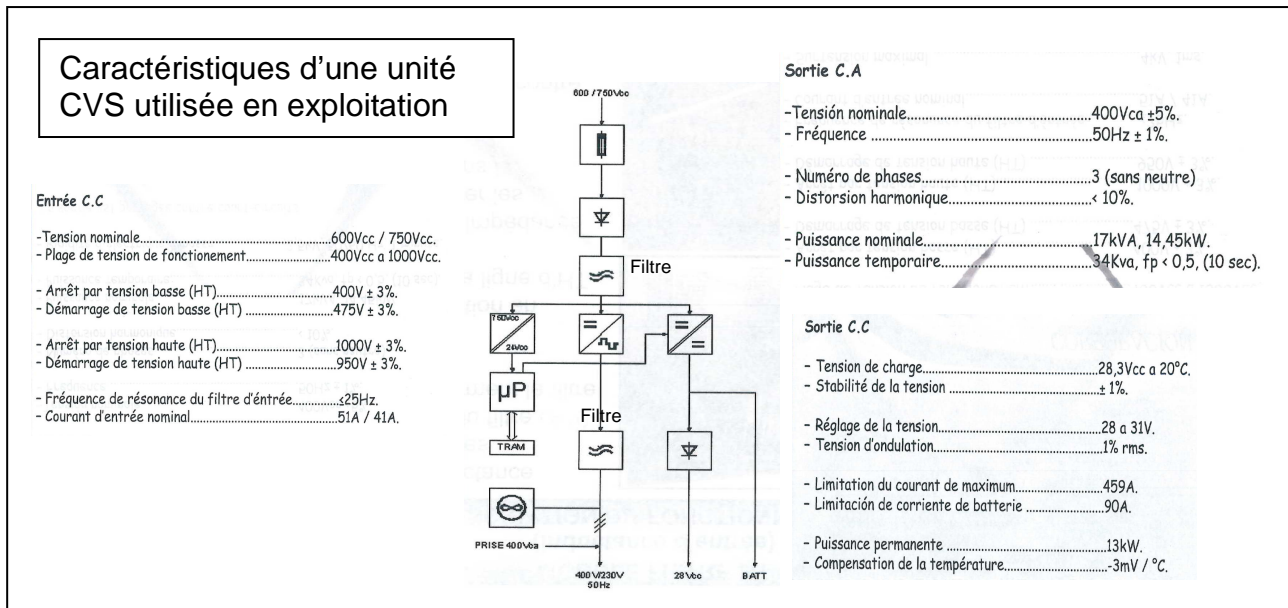 Caractéristiques d'une unité
CVS utilisée en exploitation
Entrée C.C
-Tension nominale......600Vcc / 750Vcc.
- Plage de tension de fonctionement......400Vcc a 1000Vcc.
- Arrêt par tension basse (HT)......400V ± 3%.
- Démarrage de tension basse (HT) ......475V ± 3%.
- Arrêt par tension haute (HT)......1000V ± 3%.
- Démarrage de tension haute (HT)......950V ± 3%.
- Fréquence de résonance du filtre d'éntrée......≤25Hz.
- Courant d'entrée nominal......51A / 41A.
600 / 750Vcc
Filtre
750Vcc
24Vcc
µP
TRAM
Filtre
PRISE 400Vca
400V/230V
50Hz
28Vcc
BATT
Sortie C.A
-Tensión nominale......400Vca ±5%.
- Fréquence ......50Hz ± 1%.
- Numéro de phases......3 (sans neutre)
- Distorsion harmonique......< 10%.
- Puissance nominale......17kVA, 14,45kW.
- Puissance temporaire......34Kva, fp < 0,5, (10 sec).
Sortie C.C
- Tension de charge......28,3Vcc a 20°C.
- Stabilité de la tension ......± 1%.
- Réglage de la tension......28 a 31V.
- Tension d'ondulation......1% rms.
- Limitation du courant de maximum......459A.
- Limitación de corriente de batterie ......90A.
- Puissance permanente ......13kW.
- Compensation de la température......-3mV / °C.